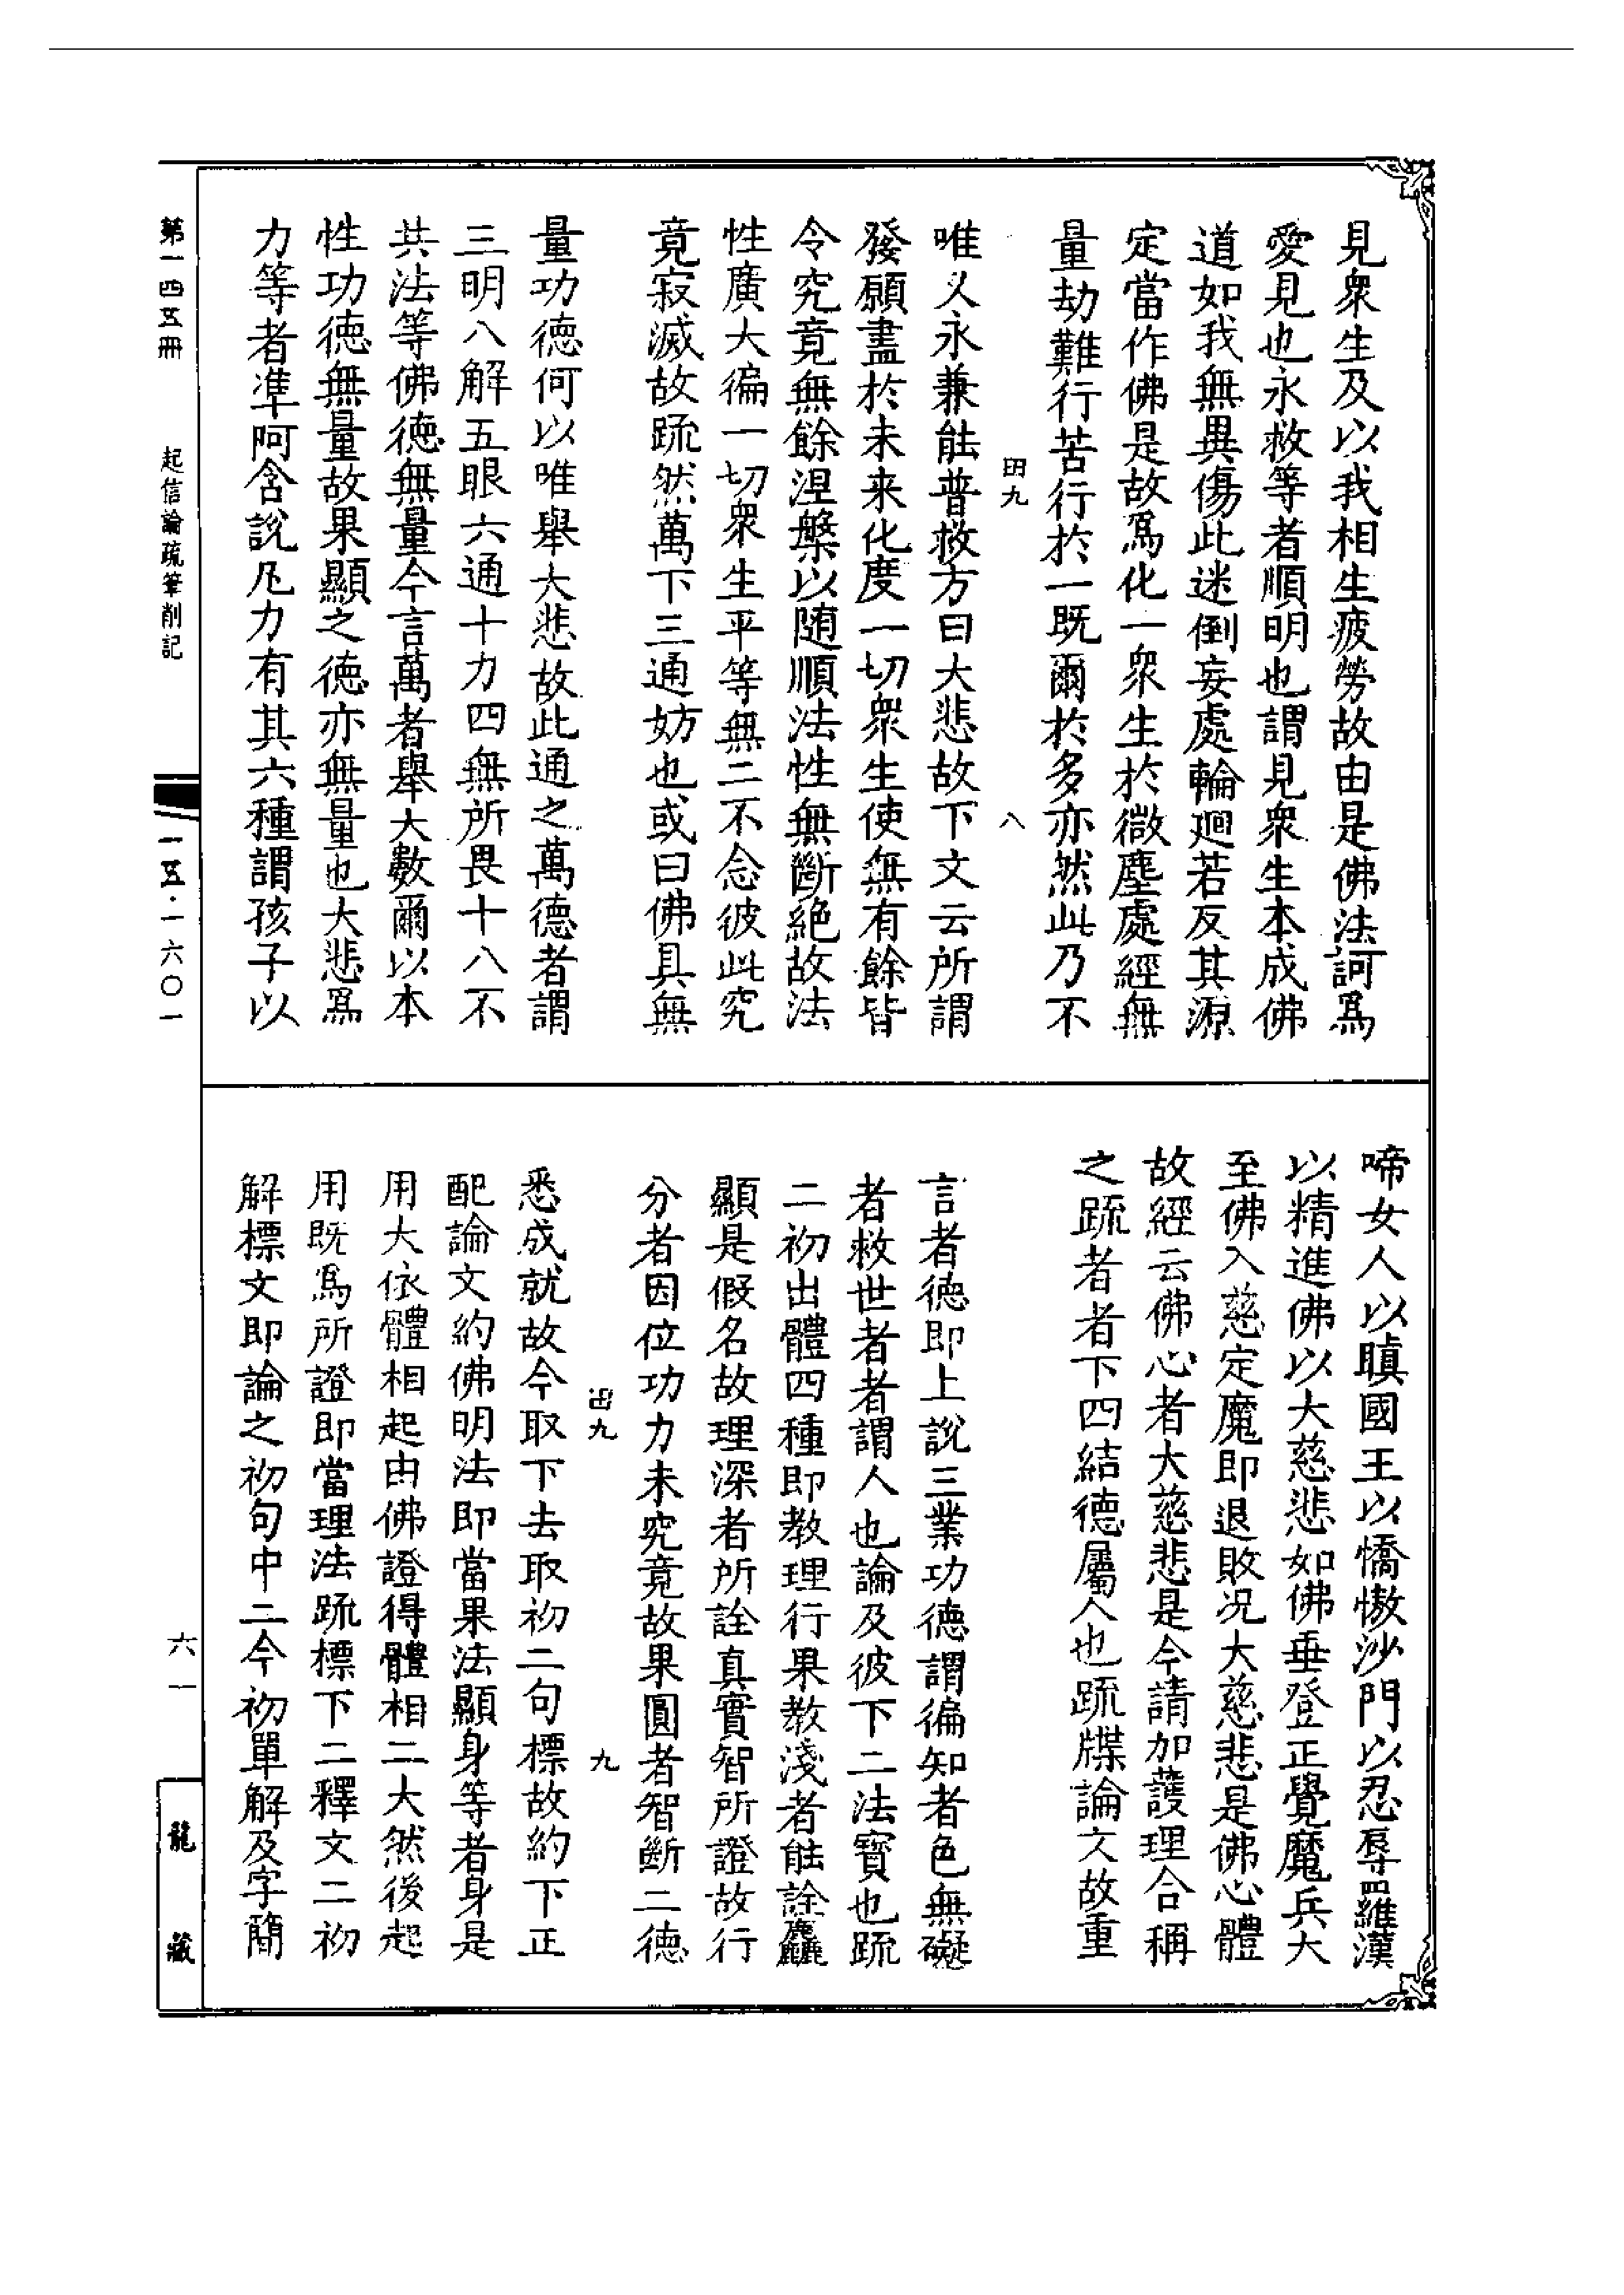 見衆生及以我相生疲勞故由是佛法訶爲
愛見也永救等者順明也謂見衆生本成佛
道如我無異傷此迷倒妄處輪廻若反其源
定當作佛是故爲化一衆生於微塵處經無
量劫難行苦行於一既爾於多亦然此乃不
田九
八
唯乂永兼能普救方曰大悲故下文云所謂
發願盡於未来化度一切衆生使無有餘皆
令究竟無餘涅槃以随順法性無斷絶故法
性廣大徧一切衆生平等無二不念彼此究
竟寂滅故䟽然萬下三通妨也或曰佛具無
量功德何以唯舉大悲故此通之萬德者謂
三明八解五眼六通十力四無所畏十八不
共法等佛德無量今言萬者舉大數爾以本
性功德無量故果顯之德亦無量也大悲爲
力等者準阿含說凡力有其六種謂孩子以
啼女人以瞋國王以憍慠沙門以忍辱羅漢
以精進佛以大慈悲如佛垂登正覺魔兵大
至佛入慈定魔即退敗况大慈悲是佛心體
故經云佛心者大慈悲是今請加護理合稱
之䟽者者下四結德屬人也䟽牒論文故重
言者德即上說三業功德謂徧知者色無礙
者救世者者謂人也論及彼下二法寳也䟽
二初出體四種即教理行果教淺者能詮麤
顯是假名故理深者所詮真實智所證故行
分者因位功力未究竟故果圓者智斷二德
田九
九
悉成就故今取下去取初二句標故約下正
配論文約佛明法即當果法顯身等者身是
用大依體相起由佛證得體相二大然後起
用既爲所證即當理法䟽標下二釋文二初
解標文即論之初句中二今初單解及字簡
第一四五冊
起信論疏筆削記
一五·一六〇一
六一
龍藏